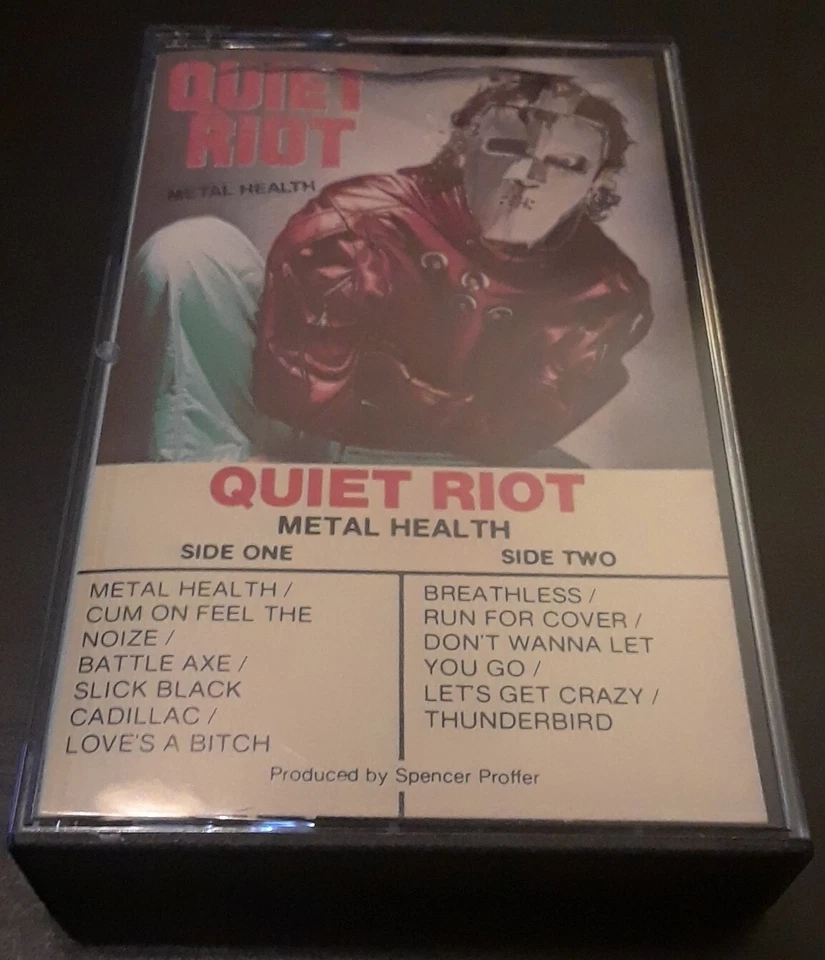 QUIET
RIOT
METAL HEALTH
QUIET RIOT
METAL HEALTH
SIDE ONE
METAL HEALTH /
CUM ON FEEL THE
NOIZE /
BATTLE AXE /
SLICK BLACK
CADILLAC /
LOVE'S A BITCH
SIDE TWO
BREATHLESS /
RUN FOR COVER /
DON'T WANNA LET
YOU GO /
LET'S GET CRAZY /
THUNDERBIRD
Produced by Spencer Proffer